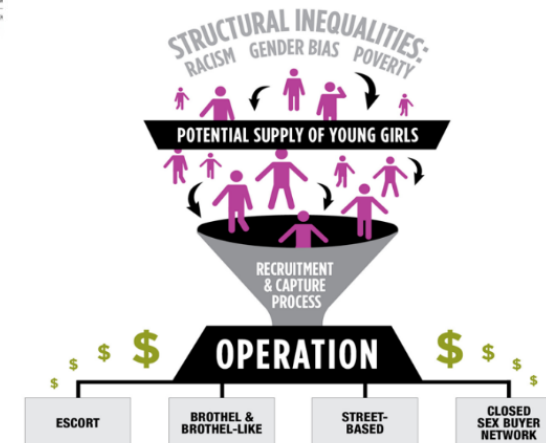 STRUCTURAL INEQUALITIES:
RACISM GENDER BIAS POVERTY
POTENTIAL SUPPLY OF YOUNG GIRLS
RECRUITMENT
& CAPTURE
PROCESS
$ $ $ $ OPERATION $ $ $ $
ESCORT
BROTHEL &
BROTHEL-LIKE
STREET-
BASED
CLOSED
SEX BUYER
NETWORK